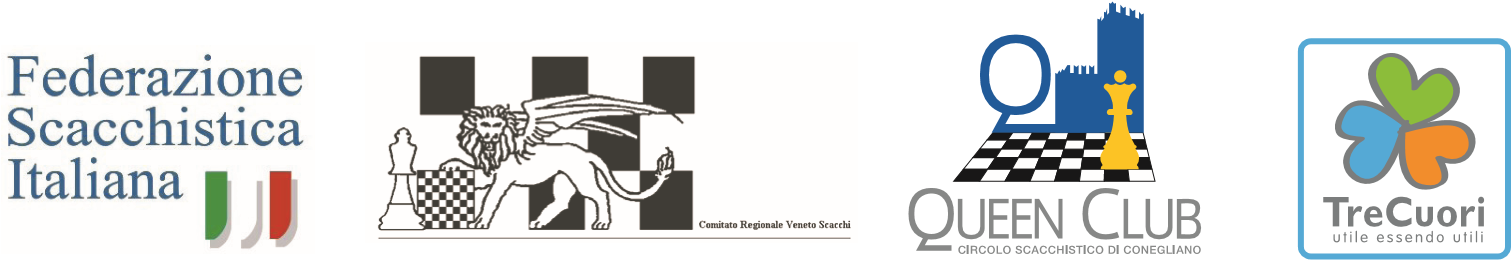 Federazione
Scacchistica
Italiana
Comitato Regionale Veneto Scacchi
Q
QUEEN CLUB
CIRCOLO SCACCHISTICO DI CONEGLIANO
TreCuori
utile essendo utili